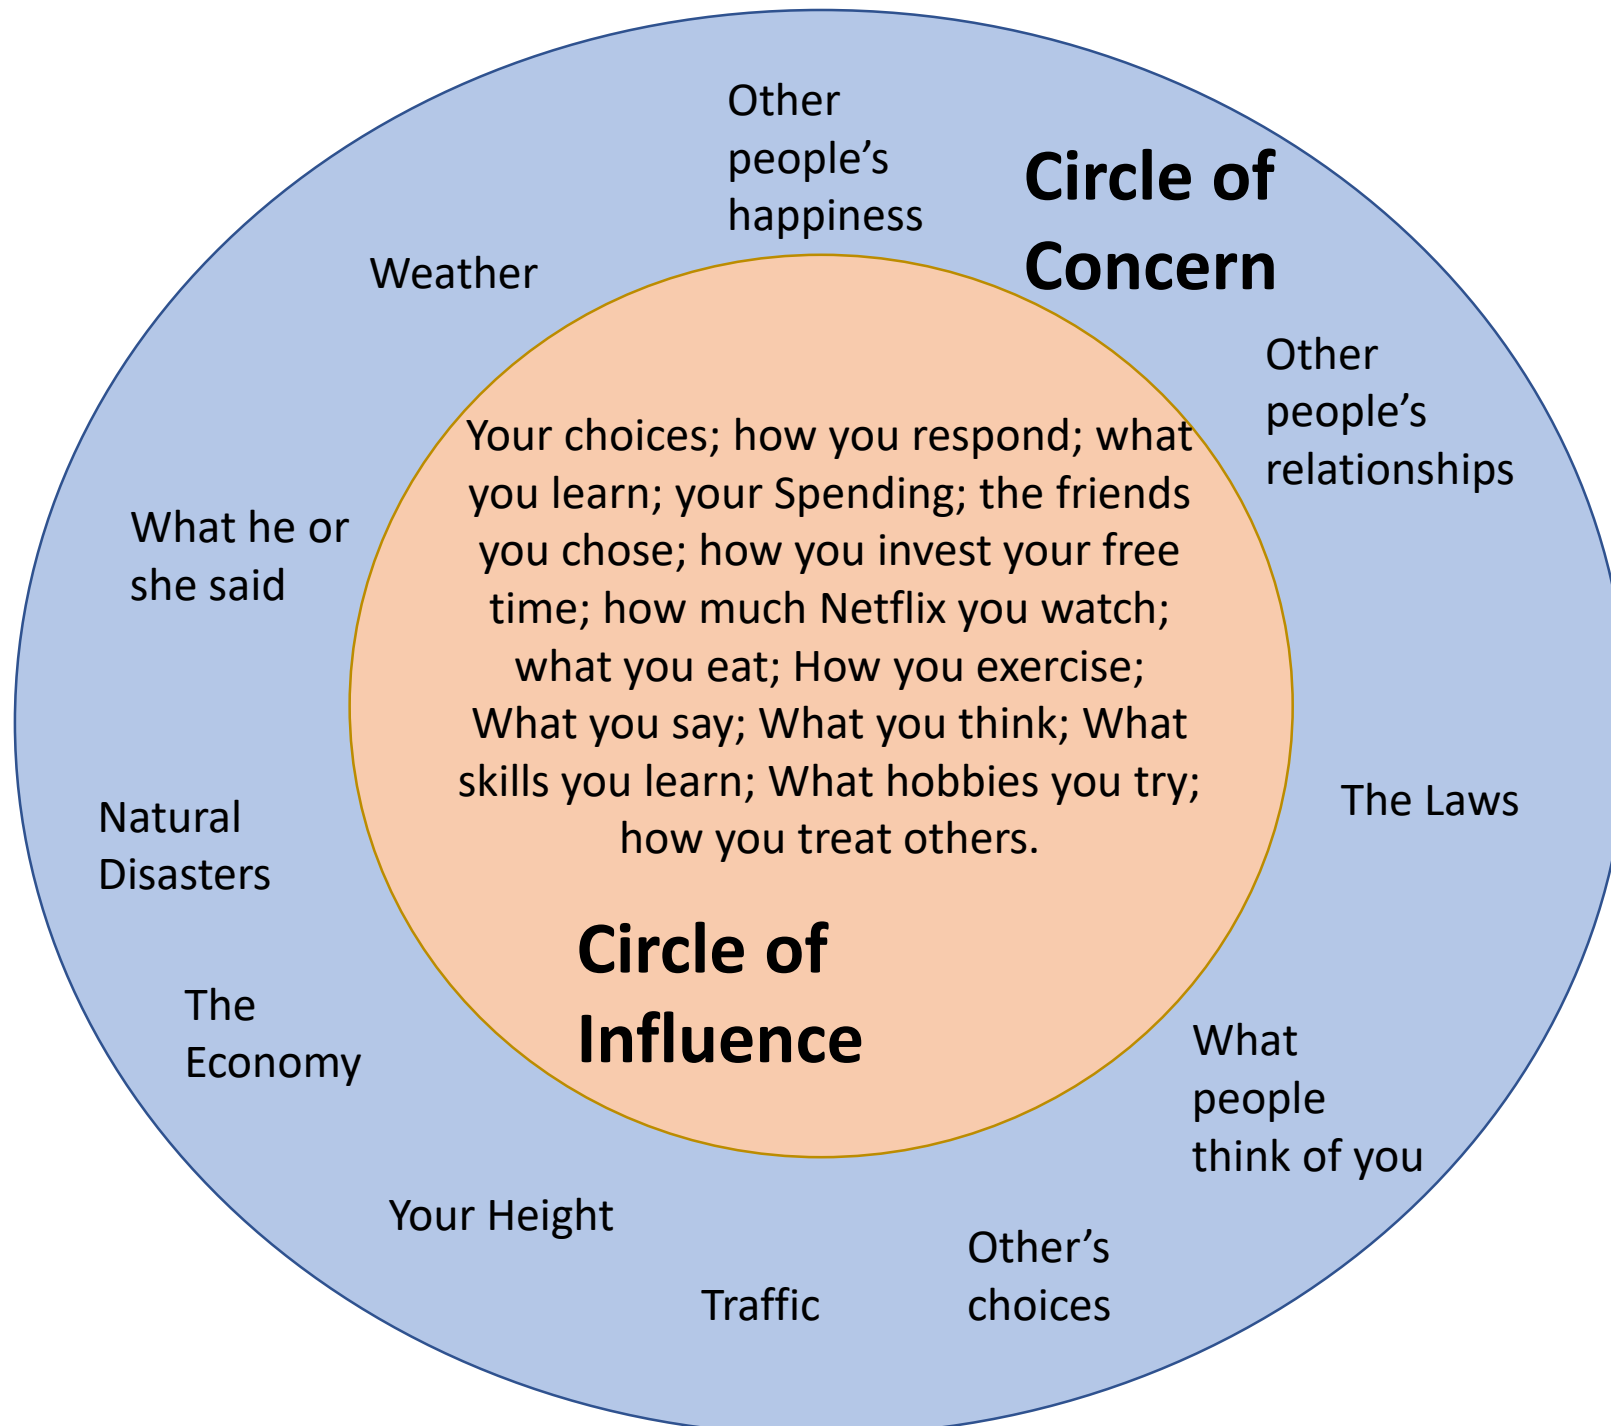 Other
people’s
happiness
Circle of
Concern
Weather
Other
people’s
relationships
Your choices; how you respond; what
you learn; your Spending; the friends
you chose; how you invest your free
time; how much Netflix you watch;
what you eat; How you exercise;
What you say; What you think; What
skills you learn; What hobbies you try;
how you treat others.
What he or
she said
Natural
Disasters
The Laws
Circle of
Influence
The
Economy
What
people
think of you
Your Height
Other’s
choices
Traffic